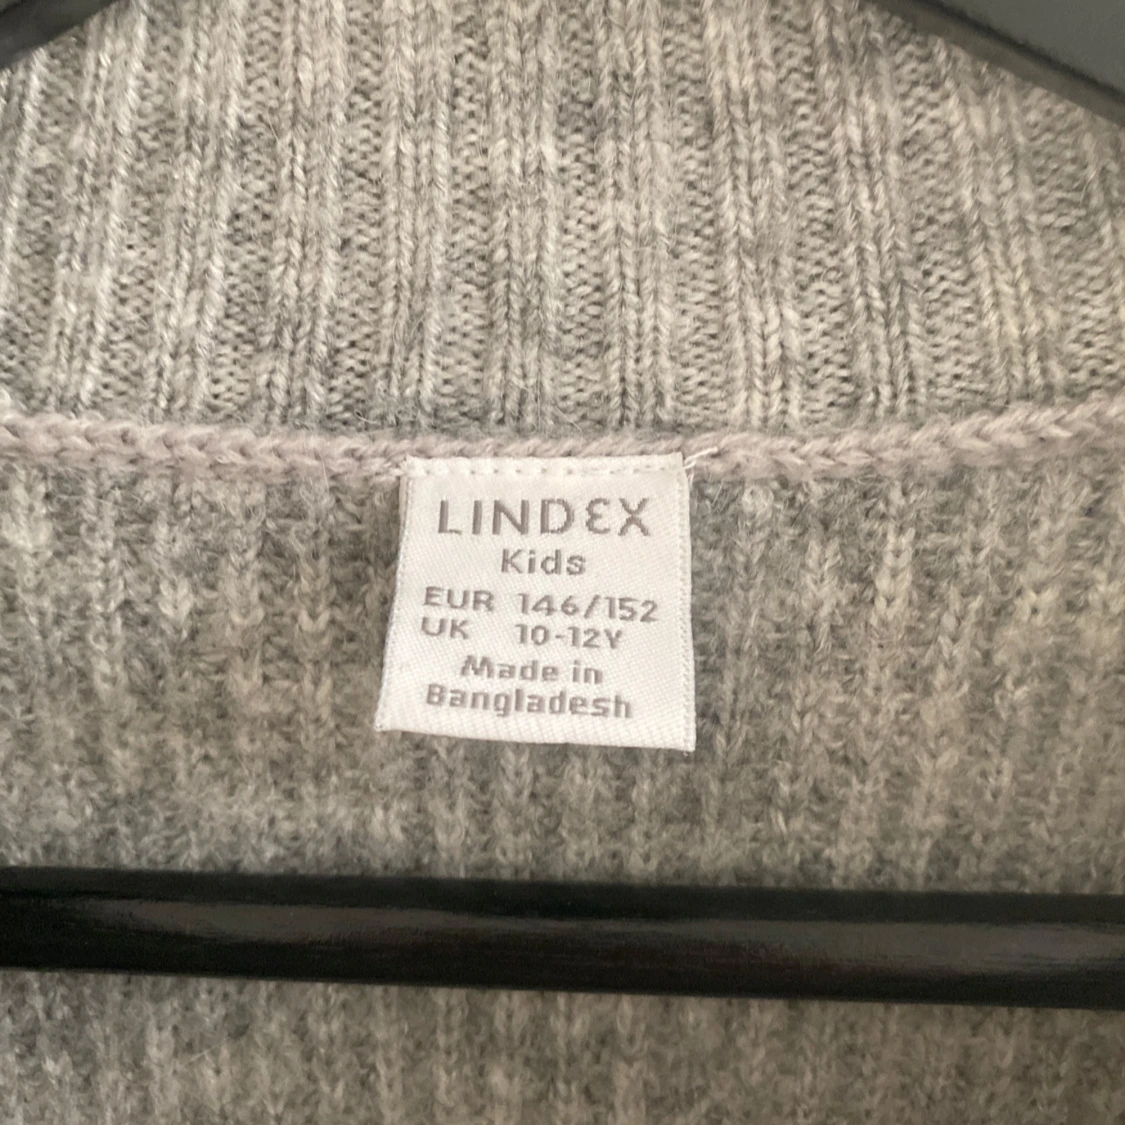 LINDEX
Kids
EUR 146/152
UK 10-12Y
Made in
Bangladesh